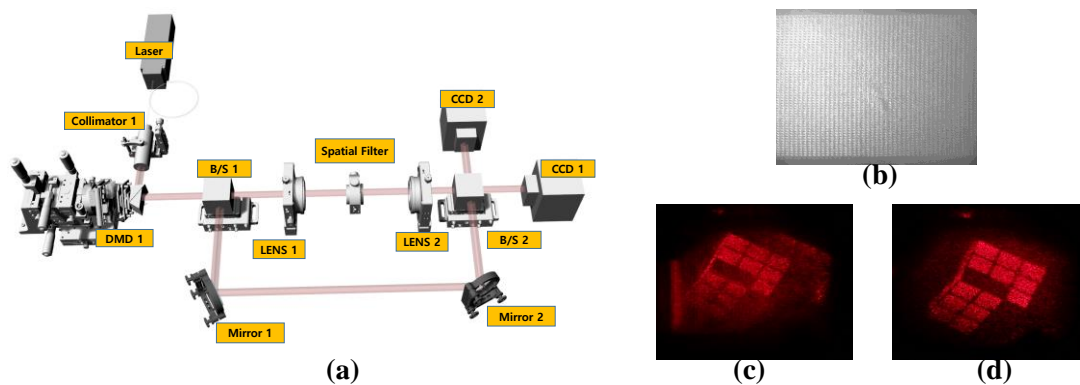 Laser
Collimator 1
DMD 1
B/S 1
LENS 1
Spatial Filter
LENS 2
B/S 2
CCD 2
CCD 1
Mirror 1
Mirror 2
(a)
(b)
(c)
(d)